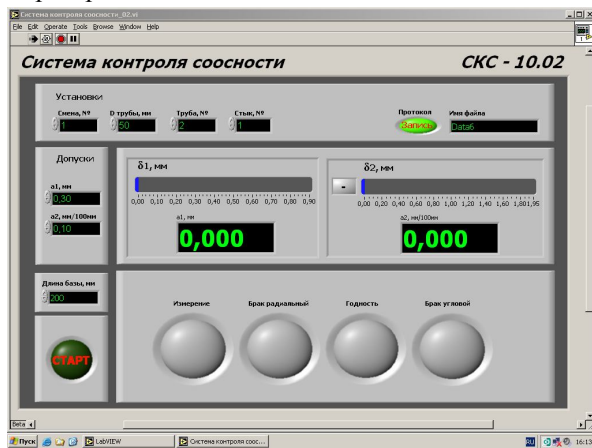 Система контроля соосности_02.vi
File Edit Operate Tools Browse Window Help
Система контроля соосности СКС - 10.02
Установки
Смена, № D трубы, мм Труба, № Стык, № Протокол Имя файла
1 50 2 1 Запись Data6
Допуски
δ1, мм δ2, мм
a1, мм
0,30
-
0,00 0,10 0,20 0,30 0,40 0,50 0,60 0,70 0,80 0,90
0,00 0,20 0,40 0,60 0,80 1,00 1,20 1,40 1,60 1,80 1,95
a2, мм/100мм
0,10
a1, мм a2, мм/100мм
0,000 0,000
Длина базы, мм
200
Измерение Брак радиальный Годность Брак угловой
СТАРТ
Beta
Пуск LabVIEW Система контроля соос... RU 16:13